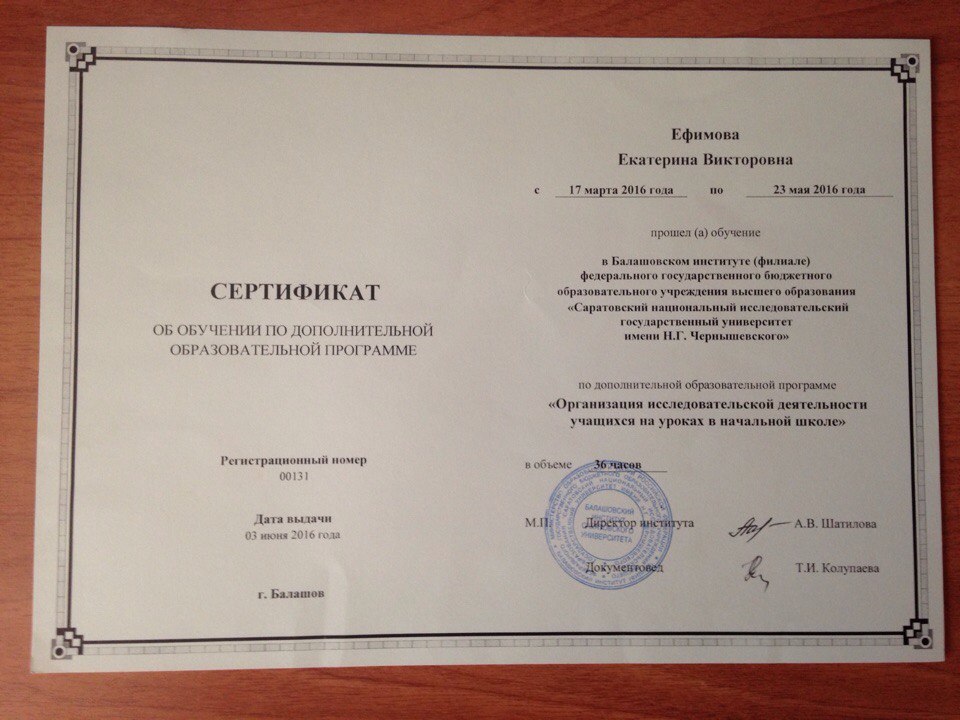 СЕРТИФИКАТ
ОБ ОБУЧЕНИИ ПО ДОПОЛНИТЕЛЬНОЙ
ОБРАЗОВАТЕЛЬНОЙ ПРОГРАММЕ
Регистрационный номер
00131
Дата выдачи
03 июня 2016 года
г. Балашов
Ефимова
Екатерина Викторовна
с 17 марта 2016 года по 23 мая 2016 года
прошел (а) обучение
в Балашовском институте (филиале)
федерального государственного бюджетного
образовательного учреждения высшего образования
«Саратовский национальный исследовательский
государственный университет
имени Н.Г. Чернышевского»
по дополнительной образовательной программе
«Организация исследовательской деятельности
учащихся на уроках в начальной школе»
в объеме 36 часов
М.П. Директор института А.В. Шатилова
Документовед Т.И. Колупаева
БАЛАШОВСКИЙ
ИНСТИТУТ
УНИВЕРСИТЕТА